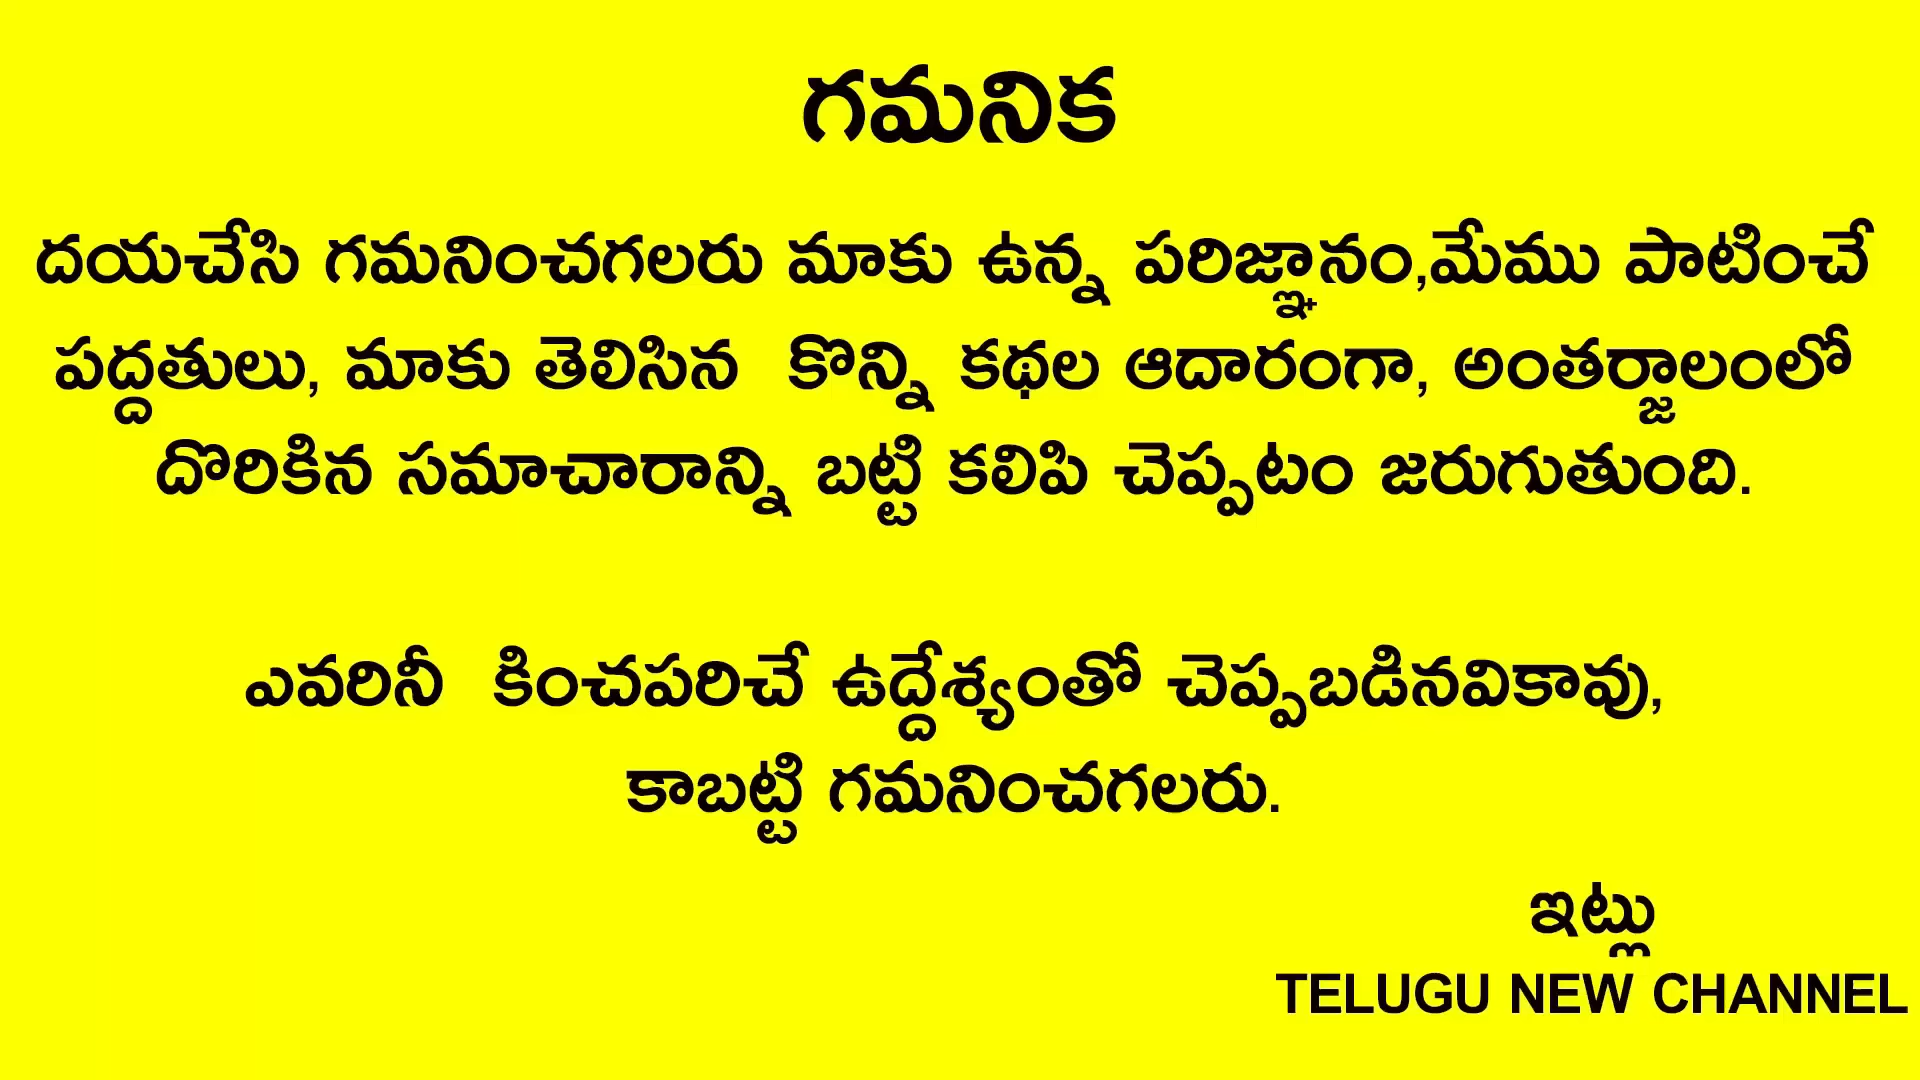 గమనిక
దయచేసి గమనించగలరు మాకు ఉన్న పరిజ్ఞానం,మేము పాటించే
పద్దతులు, మాకు తెలిసిన కొన్ని కథల ఆదారంగా, అంతర్జాలంలో
దొరికిన సమాచారాన్ని బట్టి కలిపి చెప్పటం జరుగుతుంది.
ఎవరినీ కించపరిచే ఉద్దేశ్యంతో చెప్పబడినవికావు,
కాబట్టి గమనించగలరు.
ఇట్లు
TELUGU NEW CHANNEL